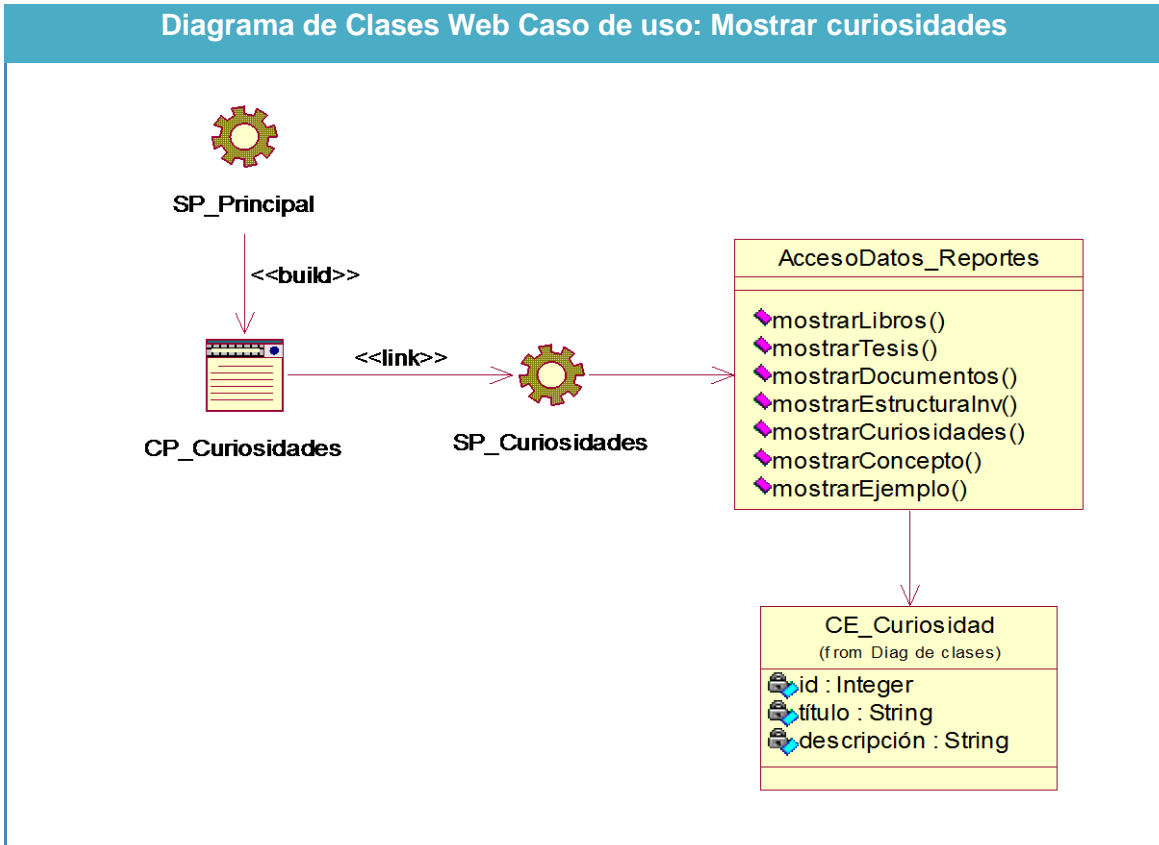 Diagrama de Clases Web Caso de uso: Mostrar curiosidades
SP_Principal
<<build>>
CP_Curiosidades
<<link>>
SP_Curiosidades
AccesoDatos_Reportes
mostrarLibros()
mostrarTesis()
mostrarDocumentos()
mostrarEstructuraInv()
mostrarCuriosidades()
mostrarConcepto()
mostrarEjemplo()
CE_Curiosidad
(from Diag de clases)
id : Integer
título : String
descripción : String